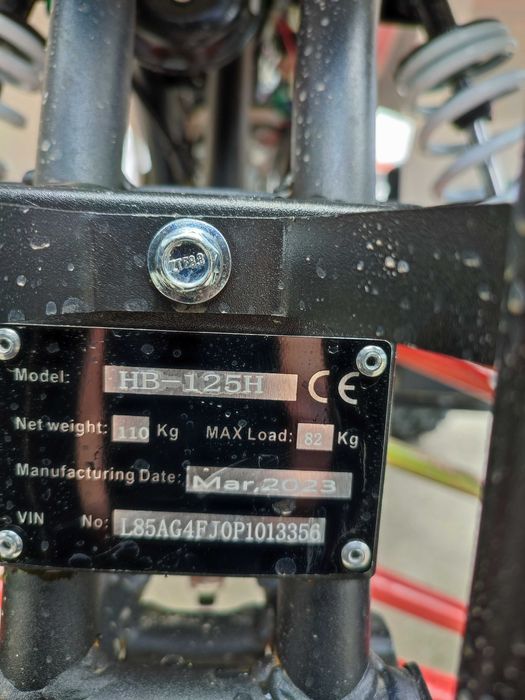 Model: HB-125H CE
Net weight: 110 Kg MAX Load: 82 Kg
Manufacturing Date: Mar,2023
VIN No: L85AG4FJ0P1013356